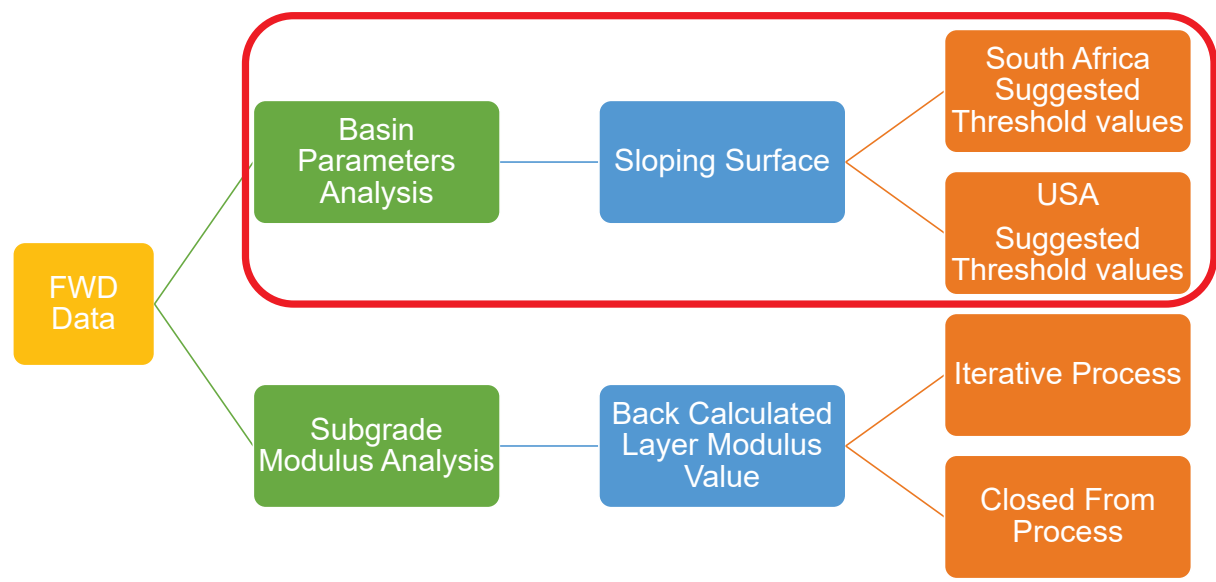 FWD
Data
Basin
Parameters
Analysis
Sloping Surface
South Africa
Suggested
Threshold values
USA
Suggested
Threshold values
Subgrade
Modulus Analysis
Back Calculated
Layer Modulus
Value
Iterative Process
Closed From
Process